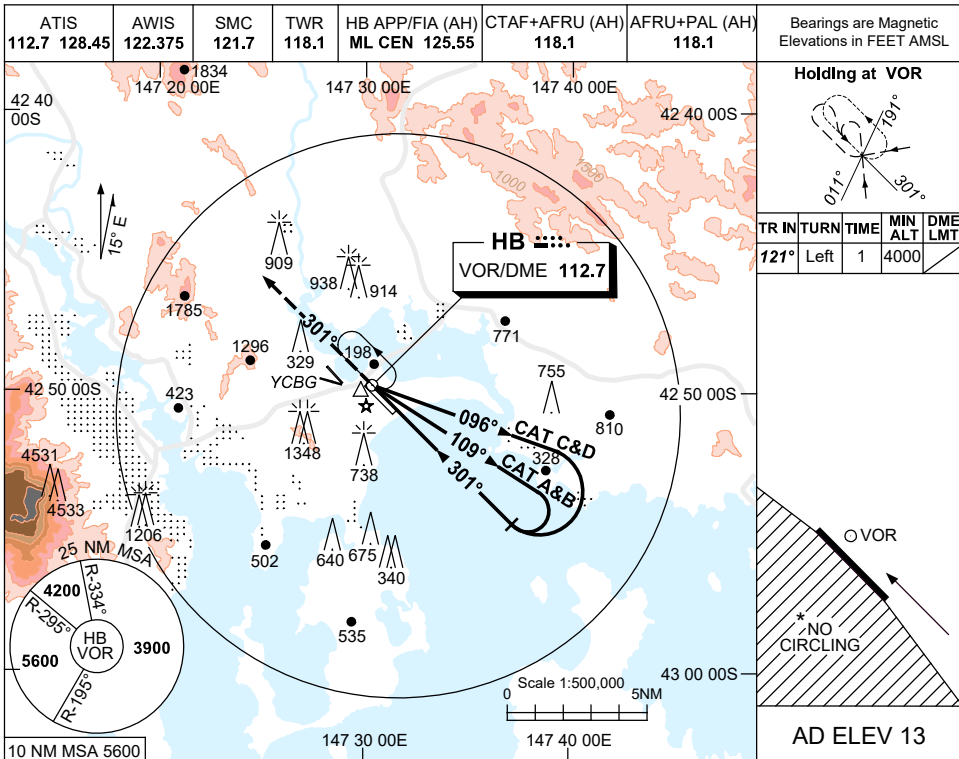 ATIS
112.7 128.45
AWIS
122.375
SMC
121.7
TWR
118.1
HB APP/FIA (AH)
ML CEN 125.55
CTAF+AFRU (AH)
118.1
AFRU+PAL (AH)
118.1
Bearings are Magnetic
Elevations in FEET AMSL
1834
147 20 00E
147 30 00E
147 40 00E
42 40
00S
42 40 00S
1000
1500
15° E
909
938
914
HB
VOR/DME 112.7
1785
301°
771
1296
329
198
YCBG
755
42 50 00S
42 50 00S
423
096°
CAT C&D
810
109°
CAT A&B
328
301°
1348
738
4531
4533
1206
640
675
340
502
535
25 NM MSA
4200
R-334°
R-295°
HB
VOR
3900
5600
R-195°
10 NM MSA 5600
43 00 00S
Scale 1:500,000
0
5NM
147 30 00E
147 40 00E
Holding at VOR
191°
011°
301°
TR IN
TURN
TIME
MIN
ALT
DME
LMT
121°
Left
1
4000
VOR
* NO
CIRCLING
AD ELEV 13